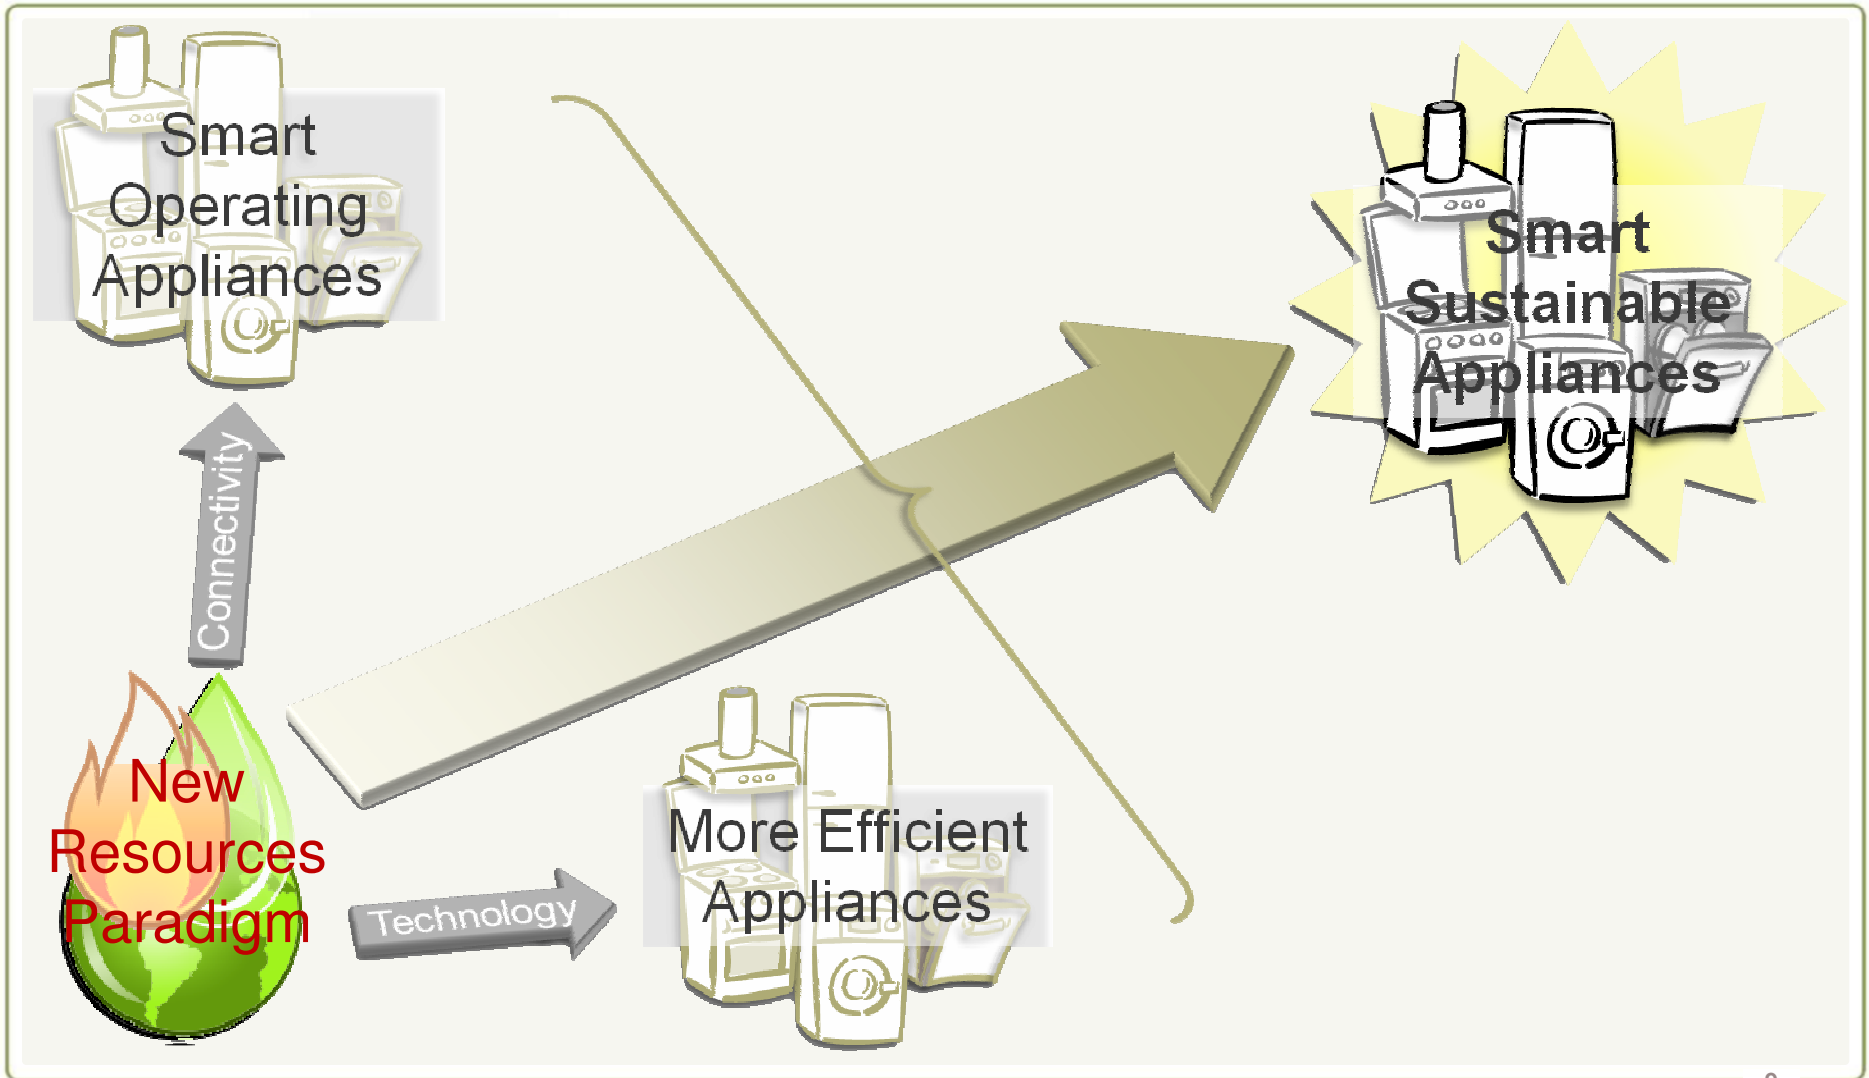 Smart
Operating
Appliances
Smart
Sustainable
Appliances
Connectivity
New
Resources
Paradigm
Technology
More Efficient
Appliances